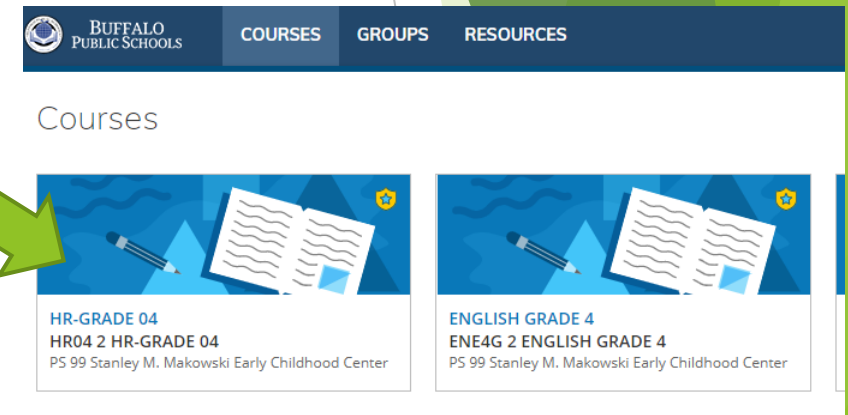 BUFFALO
PUBLIC SCHOOLS
COURSES GROUPS RESOURCES
Courses
HR-GRADE 04
HR04 2 HR-GRADE 04
PS 99 Stanley M. Makowski Early Childhood Center
ENGLISH GRADE 4
ENE4G 2 ENGLISH GRADE 4
PS 99 Stanley M. Makowski Early Childhood Center